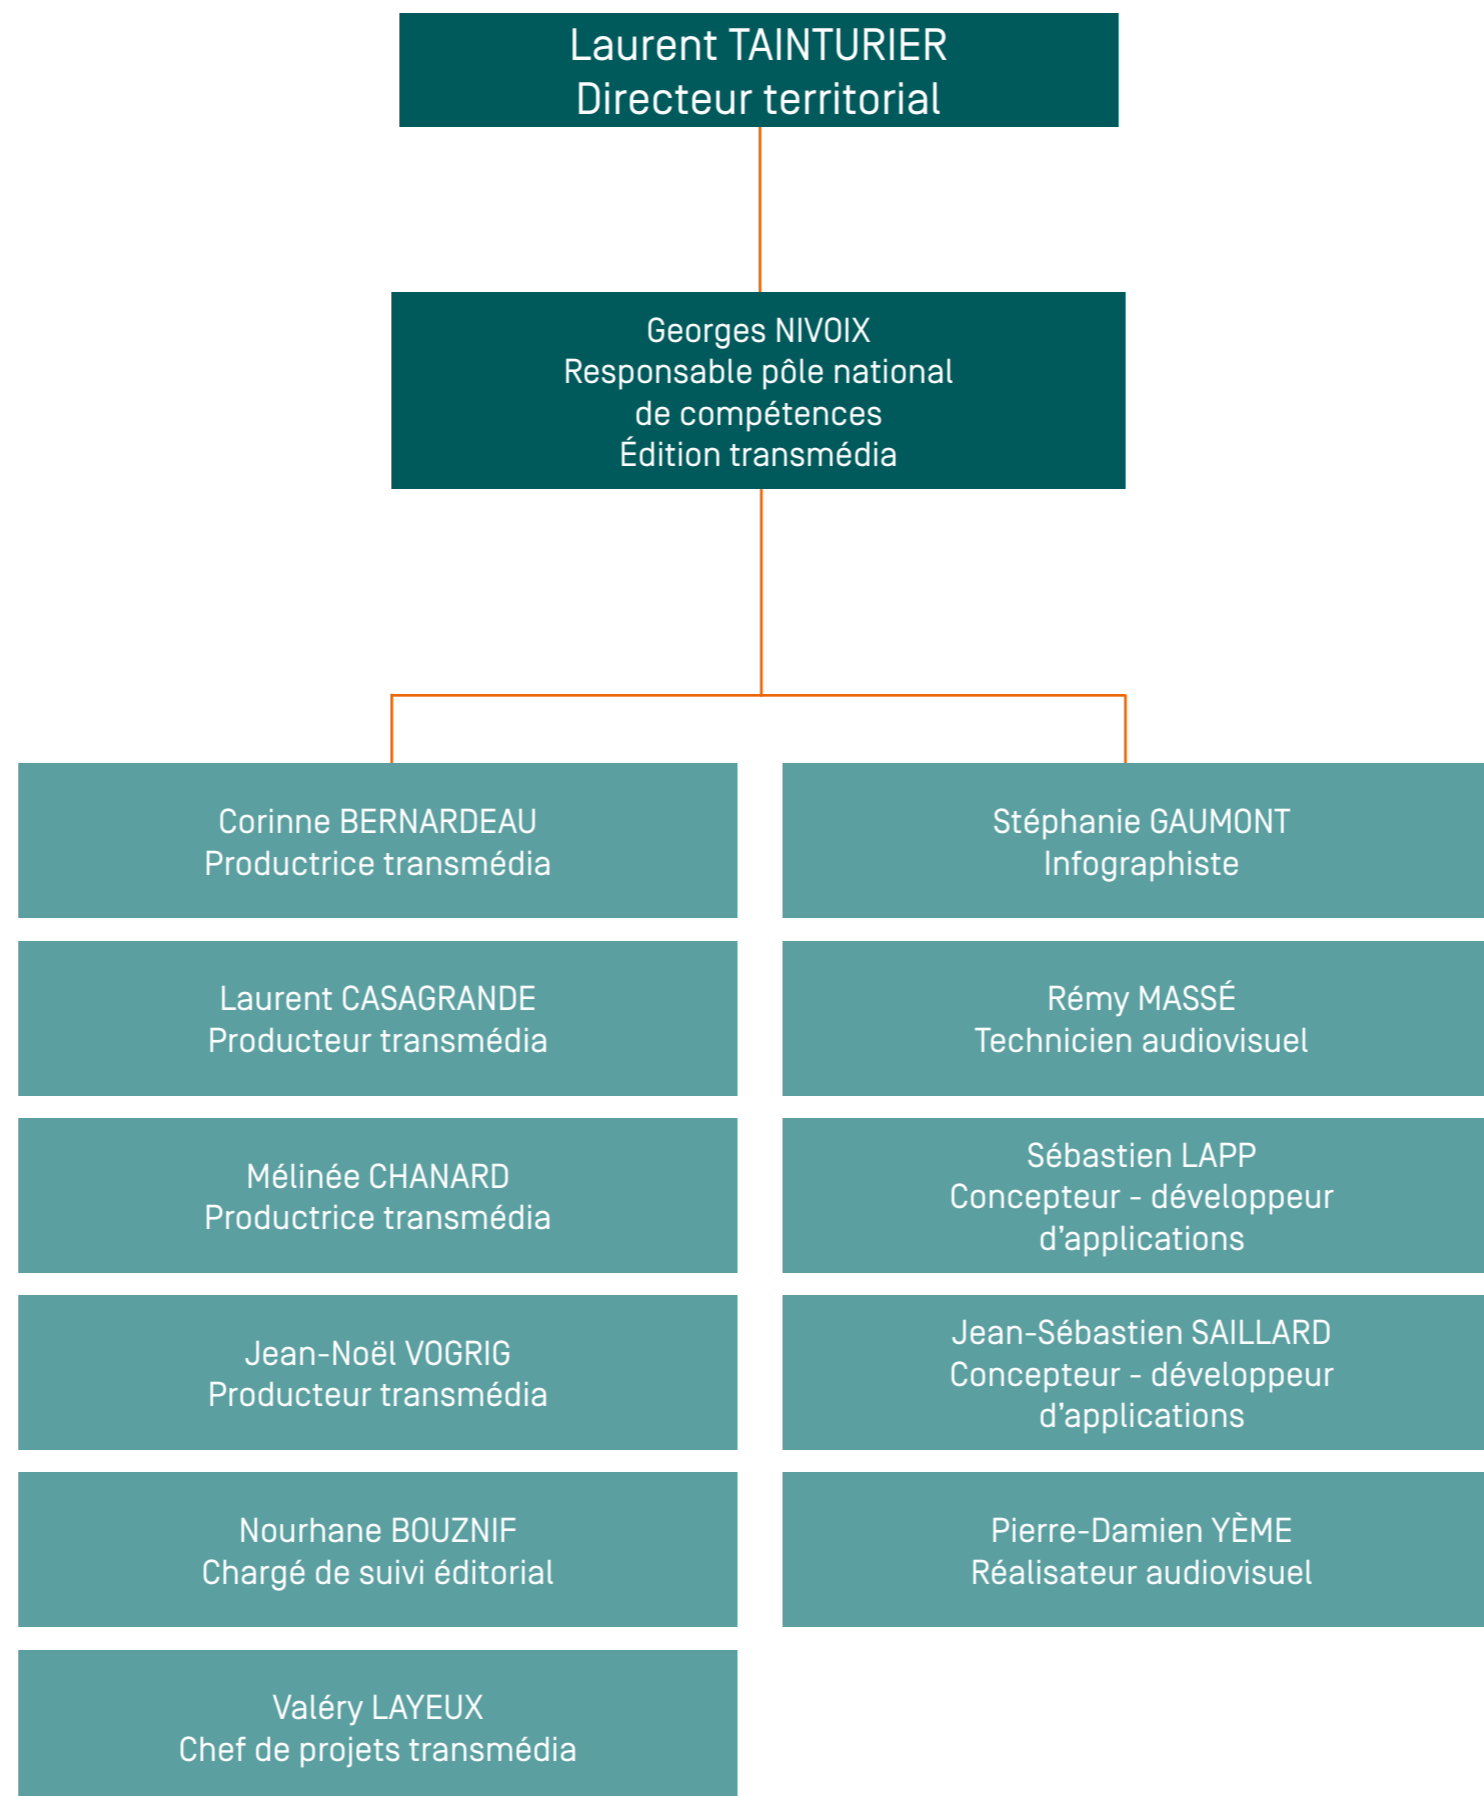 Laurent TAINTURIER
Directeur territorial
Georges NIVOIX
Responsable pôle national
de compétences
Édition transmédia
Corinne BERNARDEAU
Productrice transmédia
Laurent CASAGRANDE
Producteur transmédia
Mélinée CHANARD
Productrice transmédia
Jean-Noël VOGRIG
Producteur transmédia
Nourhane BOUZNIF
Chargé de suivi éditorial
Valéry LAYEUX
Chef de projets transmédia
Stéphanie GAUMONT
Infographiste
Rémy MASSÉ
Technicien audiovisuel
Sébastien LAPP
Concepteur - développeur
d’applications
Jean-Sébastien SAILLARD
Concepteur - développeur
d’applications
Pierre-Damien YÈME
Réalisateur audiovisuel